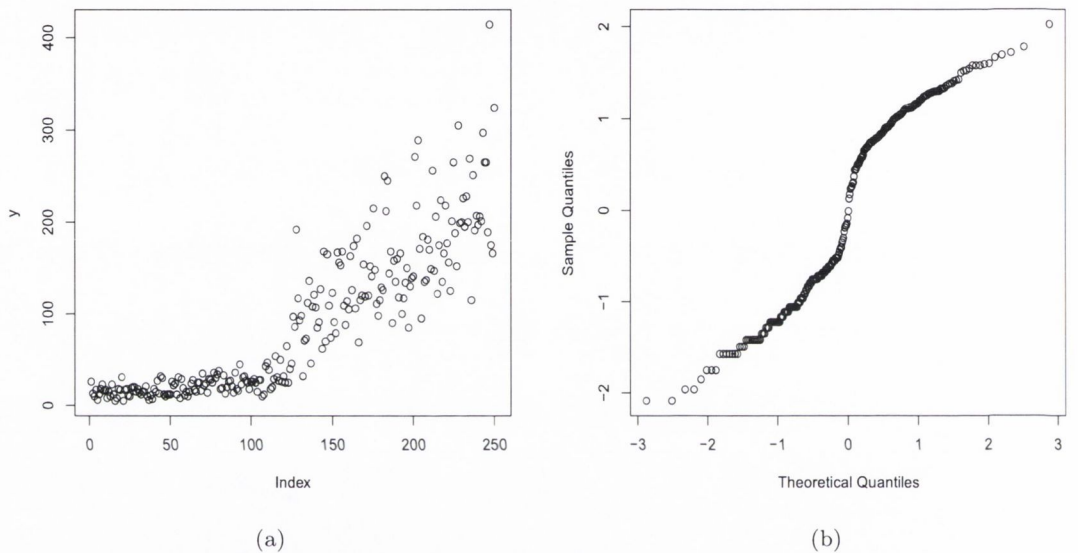 y
400
300
200
100
0
0 50 100 150 200 250
Index
(a)
Sample Quantiles
2
1
0
−1
−2
−3 −2 −1 0 1 2 3
Theoretical Quantiles
(b)